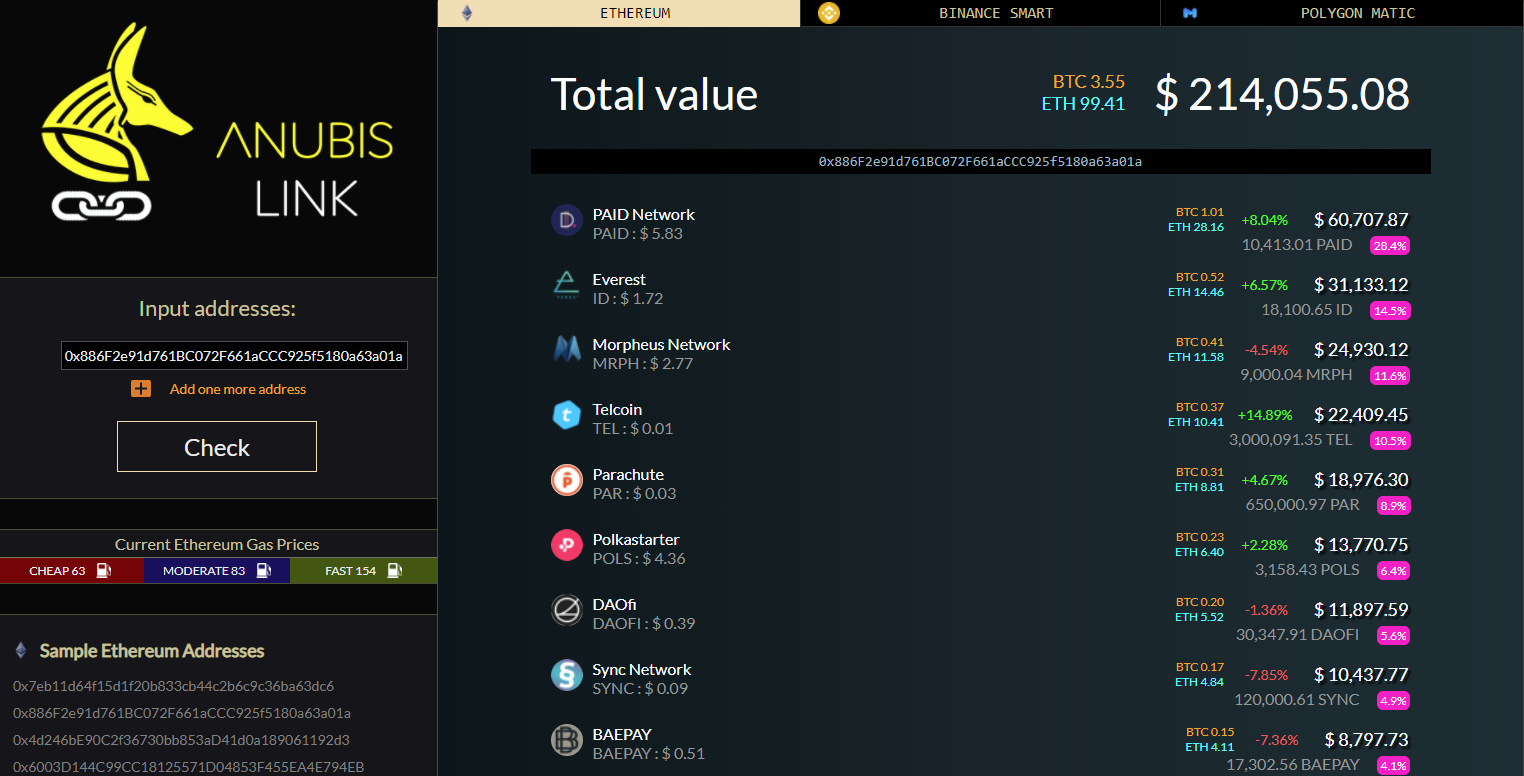 ANUBIS
LINK
Input addresses:
0x886F2e91d761BC072F661aCCC925f5180a63a01a
Add one more address
Check
Current Ethereum Gas Prices
CHEAP 63
MODERATE 83
FAST 154
Sample Ethereum Addresses
0x7eb11d64f15d1f20b833cb44c2b6c9c36ba63dc6
0x886F2e91d761BC072F661aCCC925f5180a63a01a
0x4d246bE90C2f36730bb853aD41d0a189061192d3
0x6003D144C99CC18125571D04853F455EA4E794EB
ETHEREUM
BINANCE SMART
POLYGON MATIC
Total value
BTC 3.55
ETH 99.41
$ 214,055.08
0x886F2e91d761BC072F661aCCC925f5180a63a01a
PAID Network
PAID : $ 5.83
BTC 1.01
ETH 28.16
+8.04%
$ 60,707.87
10,413.01 PAID
28.4%
Everest
ID : $ 1.72
BTC 0.52
ETH 14.46
+6.57%
$ 31,133.12
18,100.65 ID
14.5%
Morpheus Network
MRPH : $ 2.77
BTC 0.41
ETH 11.58
-4.54%
$ 24,930.12
9,000.04 MRPH
11.6%
Telcoin
TEL : $ 0.01
BTC 0.37
ETH 10.41
+14.89%
$ 22,409.45
3,000,091.35 TEL
10.5%
Parachute
PAR : $ 0.03
BTC 0.31
ETH 8.81
+4.67%
$ 18,976.30
650,000.97 PAR
8.9%
Polkastarter
POLS : $ 4.36
BTC 0.23
ETH 6.40
+2.28%
$ 13,770.75
3,158.43 POLS
6.4%
DAOfi
DAOFI : $ 0.39
BTC 0.20
ETH 5.52
-1.36%
$ 11,897.59
30,347.91 DAOFI
5.6%
Sync Network
SYNC : $ 0.09
BTC 0.17
ETH 4.84
-7.85%
$ 10,437.77
120,000.61 SYNC
4.9%
BAEPAY
BAEPAY : $ 0.51
BTC 0.15
ETH 4.11
-7.36%
$ 8,797.73
17,302.56 BAEPAY
4.1%